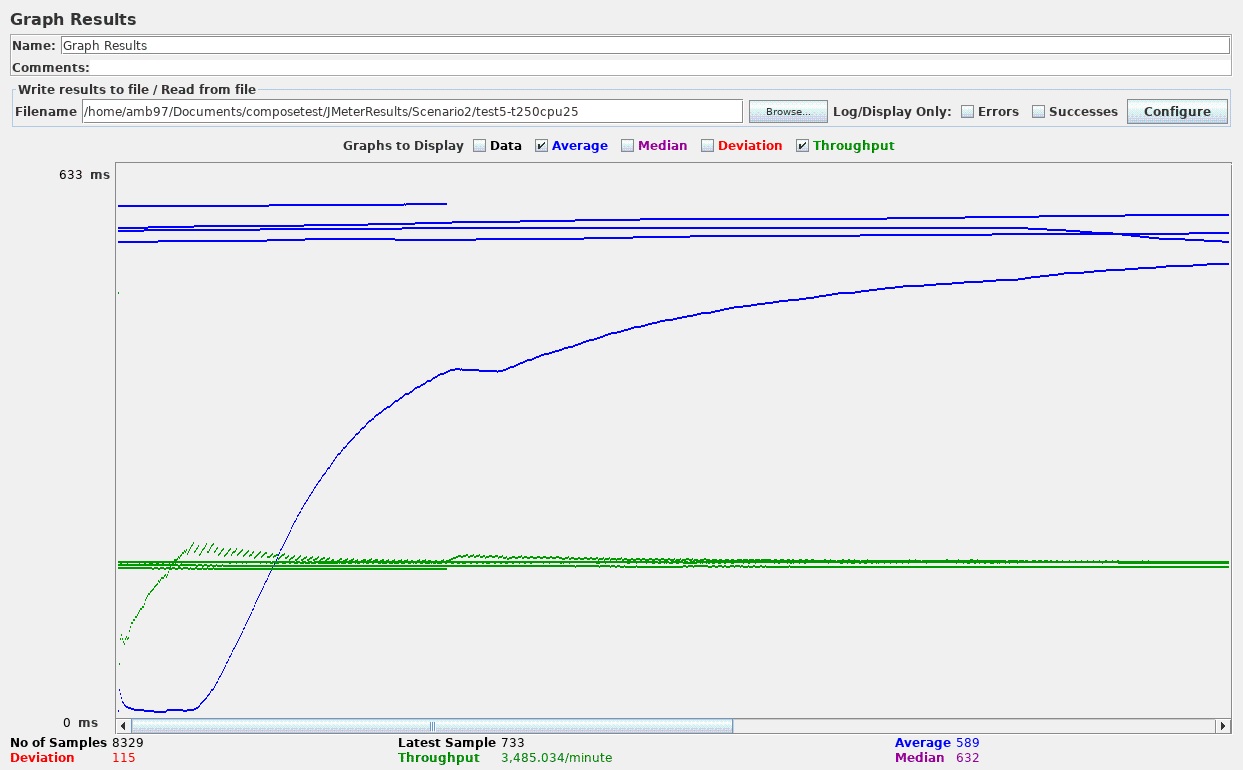 Graph Results
Name: Graph Results
Comments:
Write results to file / Read from file
Filename /home/amb97/Documents/composetest/JMeterResults/Scenario2/test5-t250cpu25 Browse... Log/Display Only: Errors Successes Configure
Graphs to Display Data Average Median Deviation Throughput
633 ms
0 ms
No of Samples 8329 Latest Sample 733 Average 589
Deviation 115 Throughput 3,485.034/minute Median 632